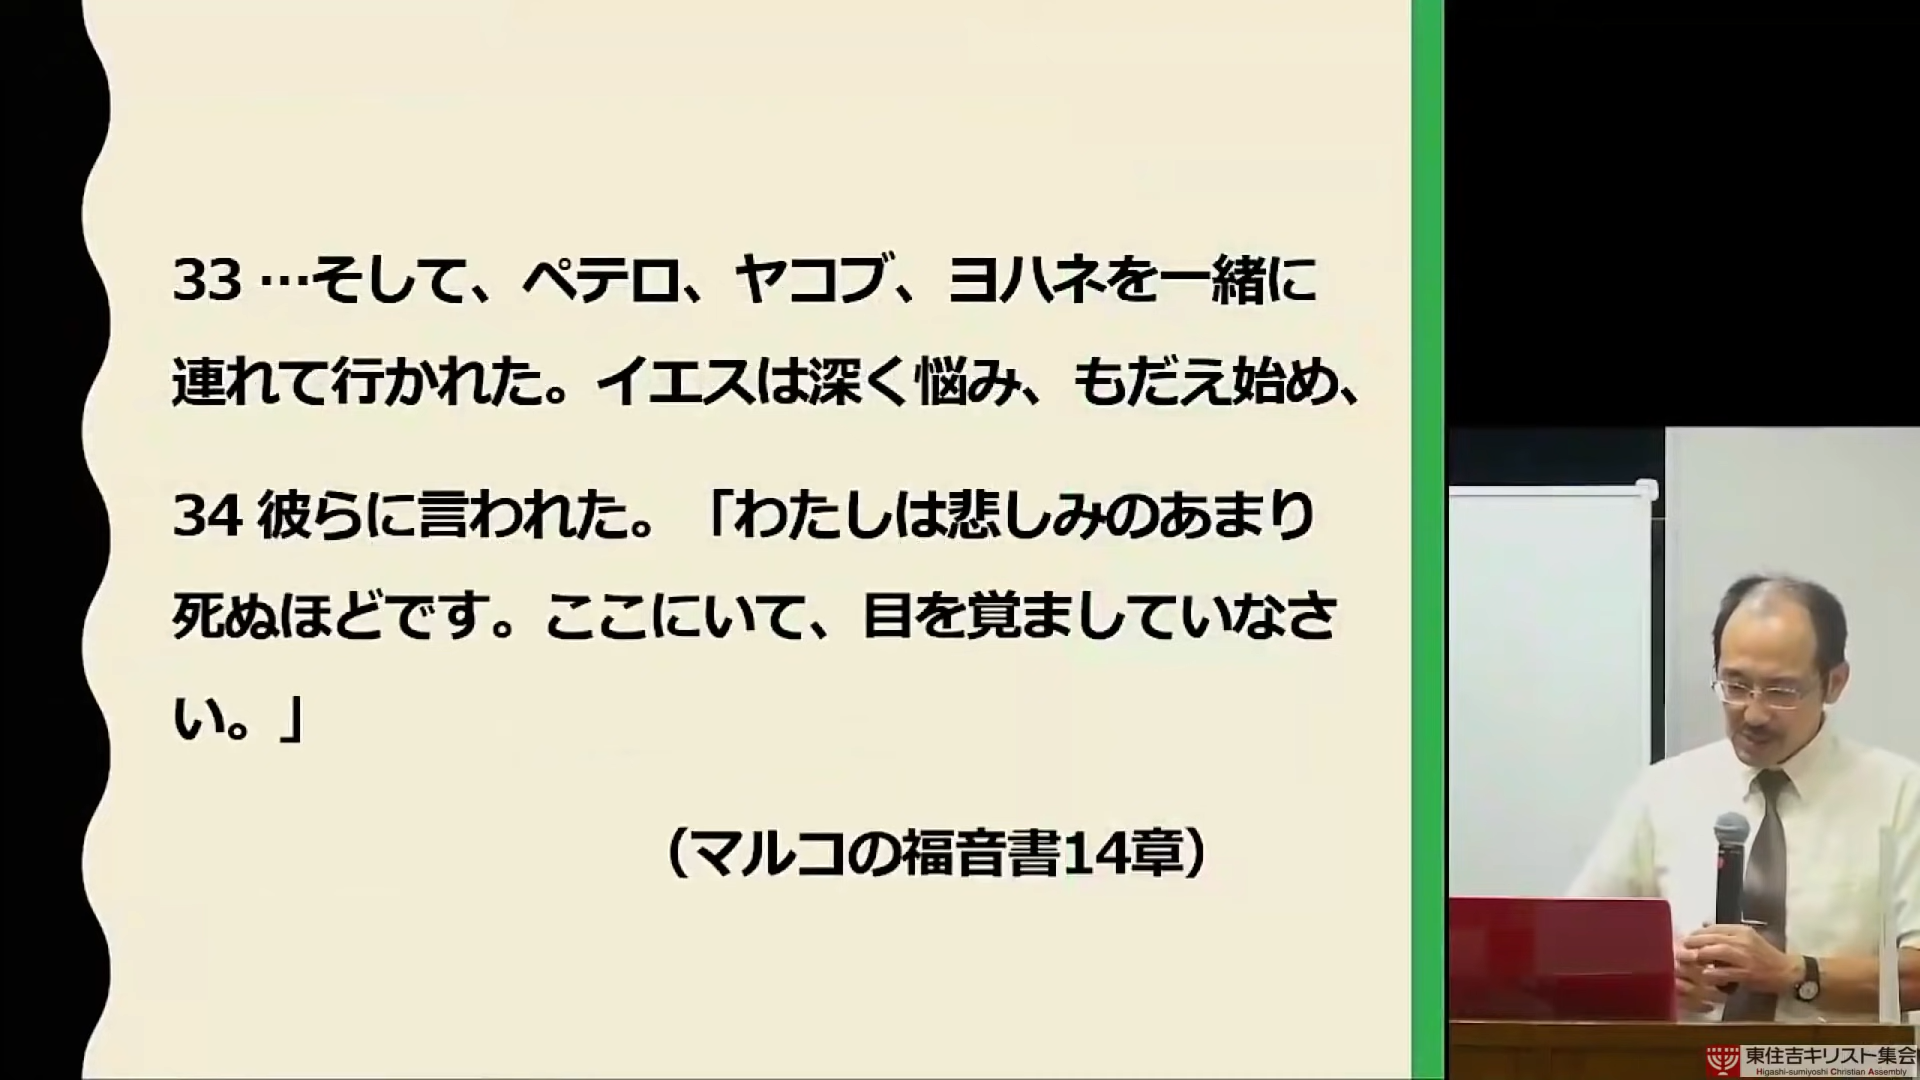 33 …そして、ペテロ、ヤコブ、ヨハネを一緒に
連れて行かれた。イエスは深く悩み、もだえ始め、
34 彼らに言われた。「わたしは悲しみのあまり
死ぬほどです。ここにいて、目を覚ましていなさ
い。」
（マルコの福音書14章）
東住吉キリスト集会
Higashi-sumiyoshi Christian Assembly